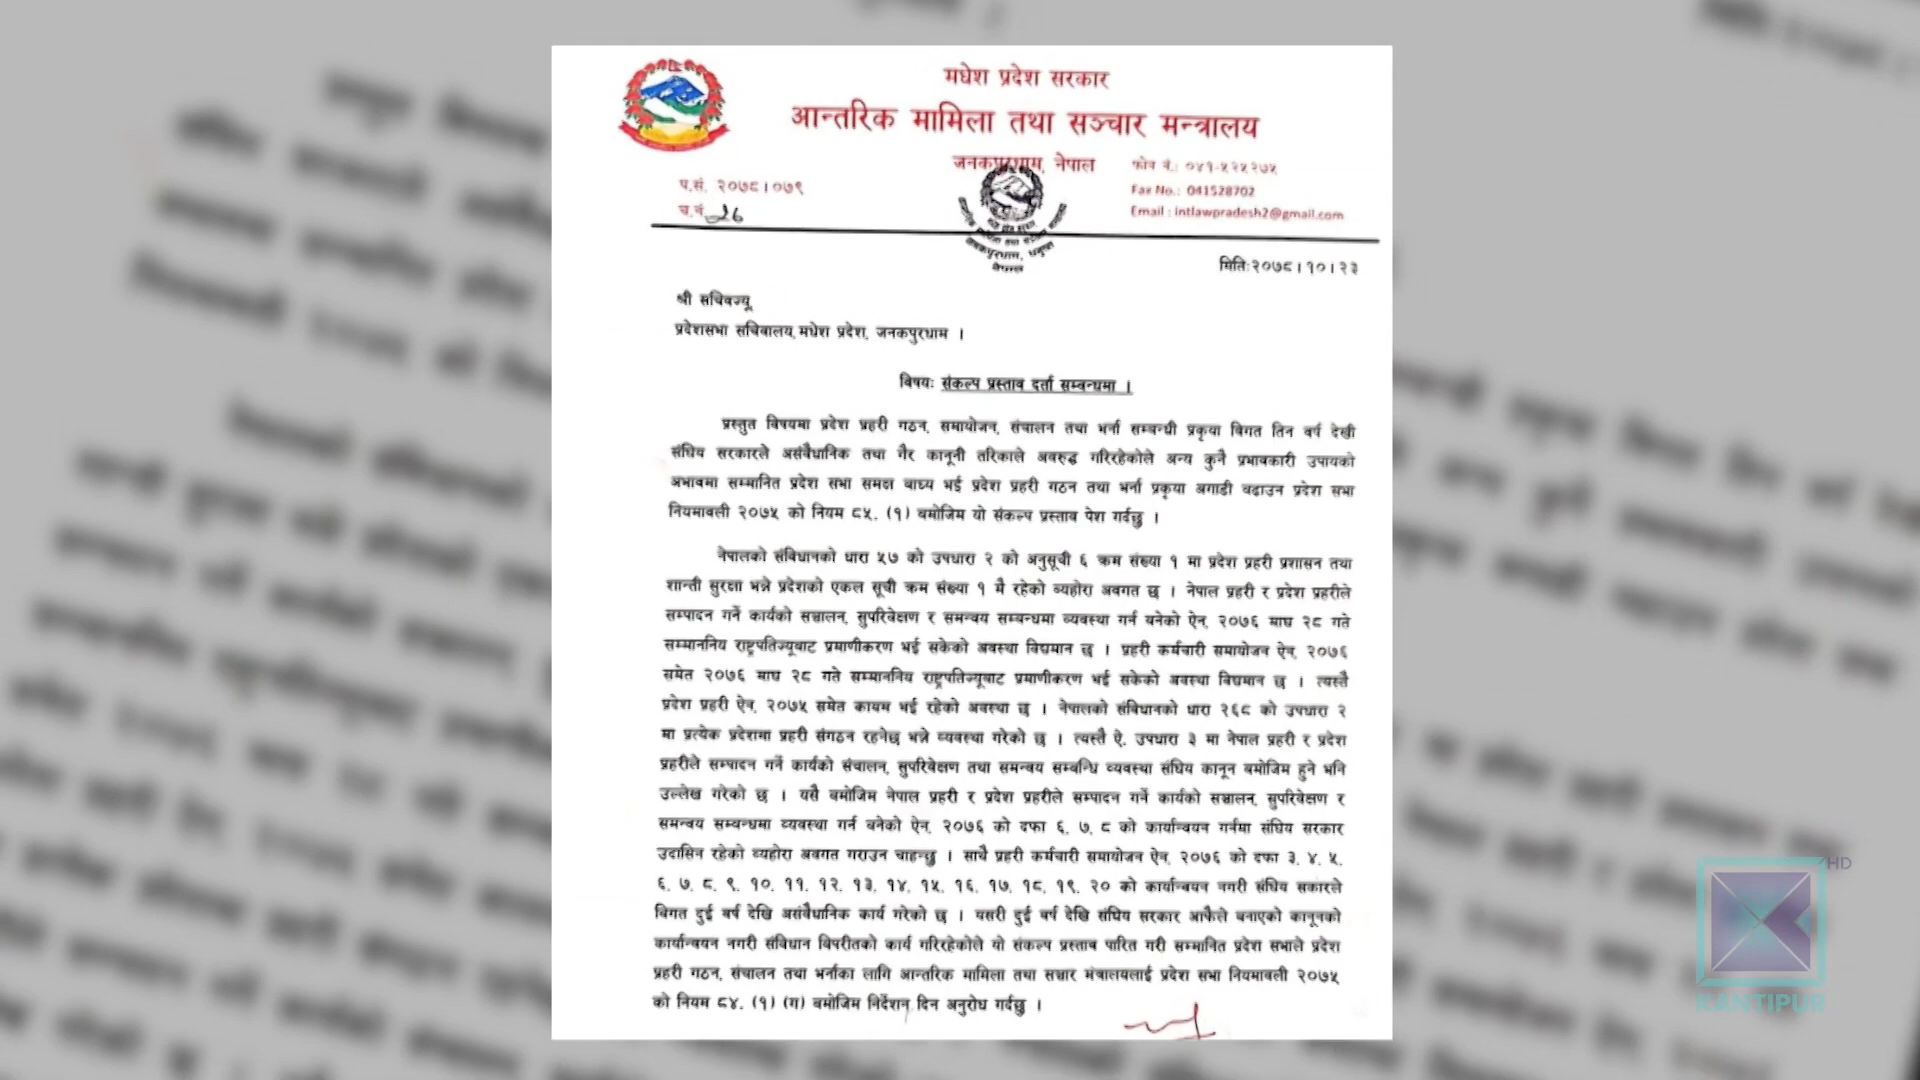 मधेश प्रदेश सरकार
आन्तरिक मामिला तथा सञ्चार मन्त्रालय
जनकपुरधाम, नेपाल
फोन नं.: ०४१-५२५२७५
प.सं. २०७८।०७९
Fax No.: 041528702
च.नं. २६
Email : intlawpradesh2@gmail.com
जनकपुरधाम, धनुषा
नेपाल
मिति:२०७८।१०।२३
श्री सचिवज्यू,
प्रदेशसभा सचिवालय, मधेश प्रदेश, जनकपुरधाम ।
विषय: संकल्प प्रस्ताव दर्ता सम्बन्धमा ।
प्रस्तुत विषयमा प्रदेश प्रहरी गठन, समायोजन, संचालन तथा भर्ना सम्बन्धी प्रकृया विगत तिन वर्ष देखी
संघिय सरकारले असंवैधानिक तथा गैर कानूनी तरिकाले अवरुद्ध गरिरहेकोले अन्य कुनै प्रभावकारी उपायको
अभावमा सम्मानित प्रदेश सभा समक्ष वाध्य भई प्रदेश प्रहरी गठन तथा भर्ना प्रकृया अगाडी बढाउन प्रदेश सभा
नियमावली २०७५ को नियम ८५. (१) बमोजिम यो संकल्प प्रस्ताव पेश गर्दछु ।
नेपालको संविधानको धारा ५७ को उपधारा २ को अनुसूची ६ क्रम संख्या १ मा प्रदेश प्रहरी प्रशासन तथा
शान्ती सुरक्षा भन्ने प्रदेशको एकल सूची क्रम संख्या १ मै रहेको व्यहोरा अवगत छ । नेपाल प्रहरी र प्रदेश प्रहरीले
सम्पादन गर्ने कार्यको सञ्चालन, सुपरिवेक्षण र समन्वय सम्बन्धमा व्यवस्था गर्न बनेको ऐन, २०७६ माघ २८ गते
सम्माननिय राष्ट्रपतिज्यूबाट प्रमाणीकरण भई सकेको अवस्था विद्यमान छ । प्रहरी कर्मचारी समायोजन ऐन, २०७६
समेत २०७६ माघ २८ गते सम्माननिय राष्ट्रपतिज्यूबाट प्रमाणीकरण भई सकेको अवस्था विद्यमान छ । त्यस्तै
प्रदेश प्रहरी ऐन, २०७५ समेत कायम भई रहेको अवस्था छ । नेपालको संविधानको धारा २६८ को उपधारा २
मा प्रत्येक प्रदेशमा प्रहरी संगठन रहनेछ भन्ने व्यवस्था गरेको छ । त्यस्तै ऐ. उपधारा ३ मा नेपाल प्रहरी र प्रदेश
प्रहरीले सम्पादन गर्ने कार्यको संचालन, सुपरिवेक्षण तथा समन्वय सम्बन्धि व्यवस्था संघिय कानून बमोजिम हुने भनि
उल्लेख गरेको छ । यसै बमोजिम नेपाल प्रहरी र प्रदेश प्रहरीले सम्पादन गर्ने कार्यको सञ्चालन, सुपरिवेक्षण र
समन्वय सम्बन्धमा व्यवस्था गर्न बनेको ऐन, २०७६ को दफा ६, ७, ८ को कार्यान्वयन गर्नमा संघिय सरकार
उदासिन रहेको व्यहोरा अवगत गराउन चाहन्छु । साथै प्रहरी कर्मचारी समायोजन ऐन, २०७६ को दफा ३, ४, ५,
६, ७, ८, ९, १०, ११, १२, १३, १४, १५, १६, १७, १८, १९, २० को कार्यान्वयन नगरी संघिय सकारले
विगत दुई वर्ष देखि असंवैधानिक कार्य गरेको छ । यसरी दुई वर्ष देखि संघिय सरकार आफैले बनाएको कानूनको
कार्यान्वयन नगरी संविधान विपरीतको कार्य गरिरहेकोले यो संकल्प प्रस्ताव पारित गरी सम्मानित प्रदेश सभाले प्रदेश
प्रहरी गठन, संचालन तथा भर्नाका लागि आन्तरिक मामिला तथा सञ्चार मंत्रालयलाई प्रदेश सभा नियमावली २०७५
को नियम ८४. (१) (ग) बमोजिम निर्देशन दिन अनुरोध गर्दछु ।
HD
KANTIPUR